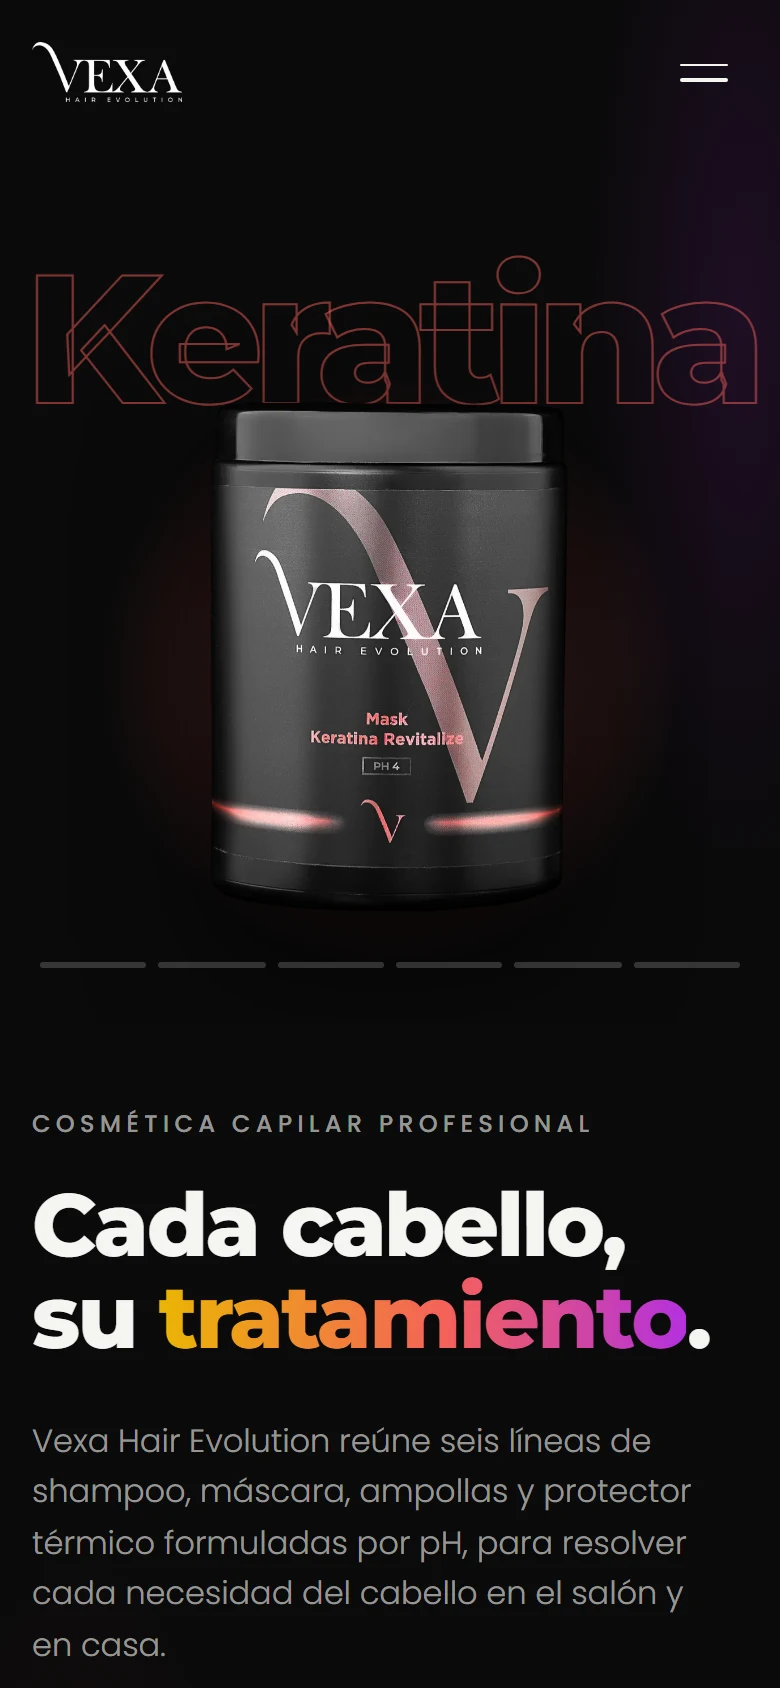 VEXA
HAIR EVOLUTION
Keratina
VEXA
HAIR EVOLUTION
Mask
Keratina Revitalize
PH 4
V
COSMÉTICA CAPILAR PROFESIONAL
Cada cabello,
su tratamiento.
Vexa Hair Evolution reúne seis líneas de
shampoo, máscara, ampollas y protector
térmico formuladas por pH, para resolver
cada necesidad del cabello en el salón y
en casa.